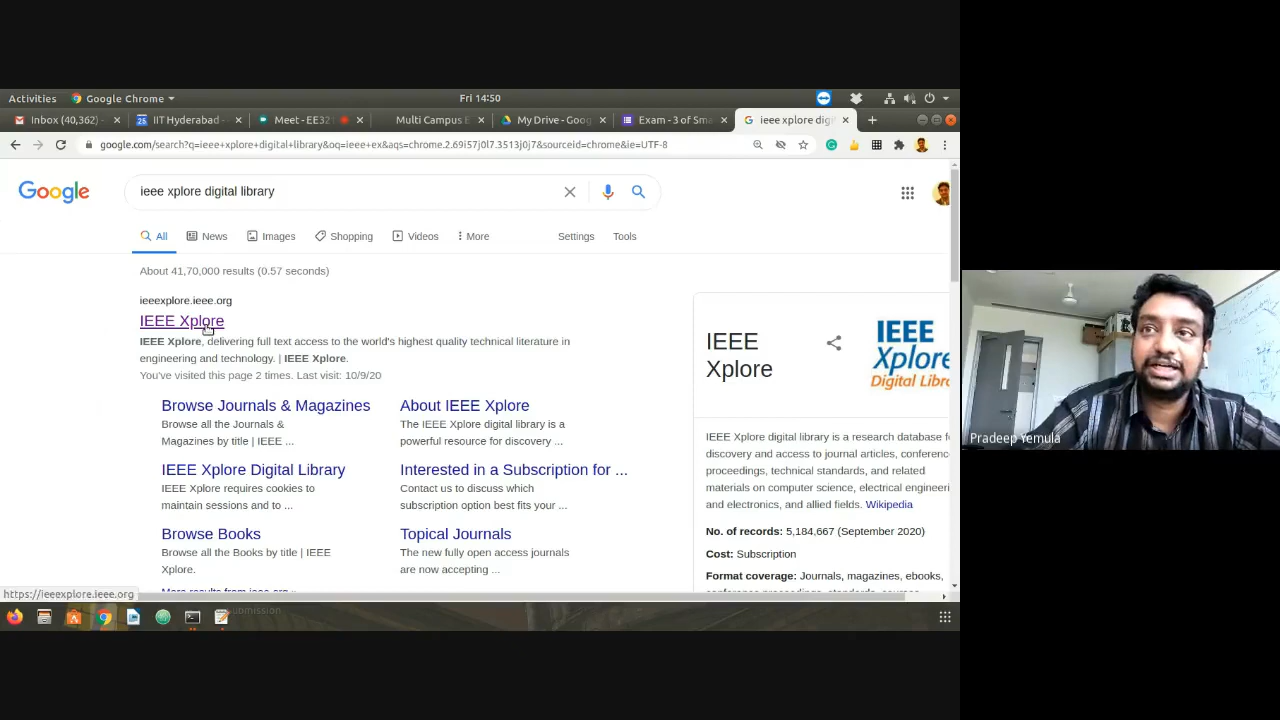 Activities
Google Chrome
Fri 14:50
Inbox (40,362) -
IIT Hyderabad -
Meet - EE32
Multi Campus E
My Drive - Goog
Exam - 3 of Sma
ieee xplore digi
google.com/search?q=ieee+xplore+digital+library&oq=ieee+ex&aqs=chrome.2.69i57j0l7.3513j0j7&sourceid=chrome&ie=UTF-8
Google
ieee xplore digital library
All
News
Images
Shopping
Videos
More
Settings
Tools
About 41,70,000 results (0.57 seconds)
ieeexplore.ieee.org
IEEE Xplore
IEEE Xplore, delivering full text access to the world's highest quality technical literature in
engineering and technology. | IEEE Xplore.
You've visited this page 2 times. Last visit: 10/9/20
Browse Journals & Magazines
Browse all the Journals &
Magazines by title | IEEE ...
About IEEE Xplore
The IEEE Xplore digital library is a
powerful resource for discovery ...
IEEE Xplore Digital Library
IEEE Xplore requires cookies to
maintain sessions and to ...
Interested in a Subscription for ...
Contact us to discuss which
subscription option best fits your ...
Browse Books
Browse all the Books by title | IEEE
Xplore.
Topical Journals
The new fully open access journals
are now accepting ...
More results from ieee.org »
IEEE
Xplore
IEEE
Xplore
Digital Libra
IEEE Xplore digital library is a research database f
discovery and access to journal articles, conference
proceedings, technical standards, and related
materials on computer science, electrical engineeri
and electronics, and allied fields. Wikipedia
No. of records: 5,184,667 (September 2020)
Cost: Subscription
Format coverage: Journals, magazines, ebooks,
https://ieeexplore.ieee.org
submission
Pradeep Yemula